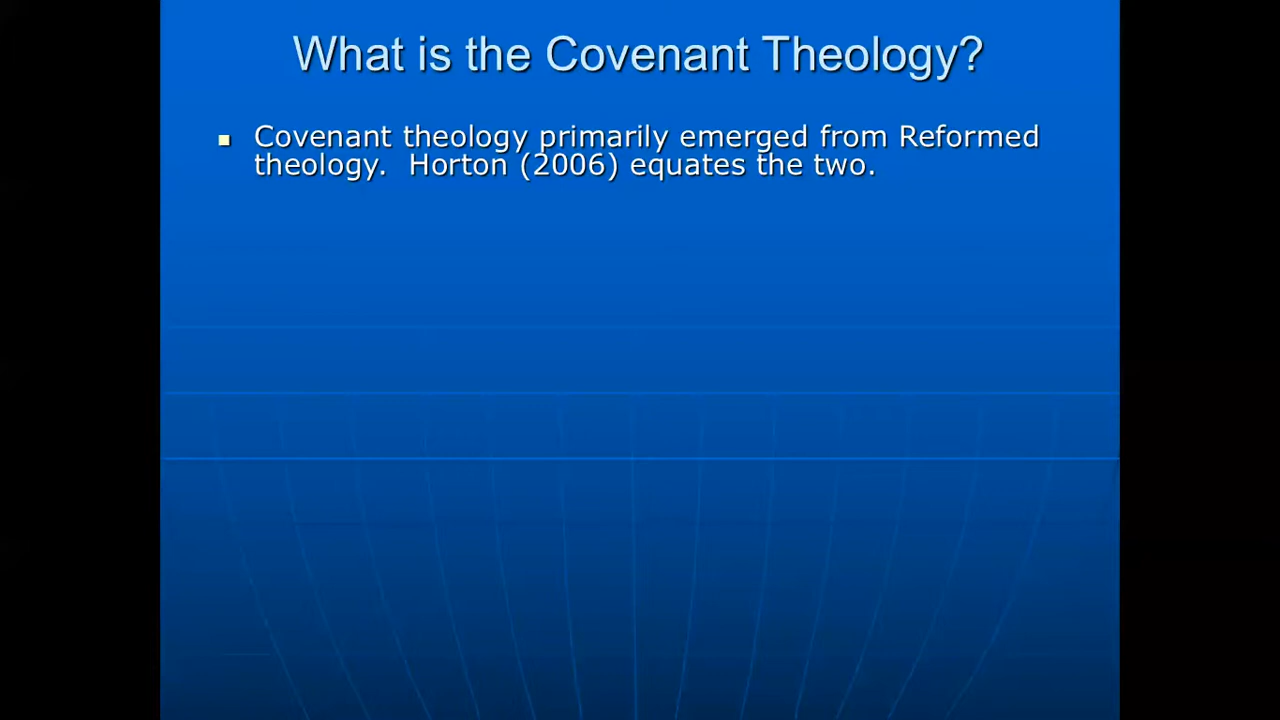 What is the Covenant Theology?
Covenant theology primarily emerged from Reformed
theology.  Horton (2006) equates the two.